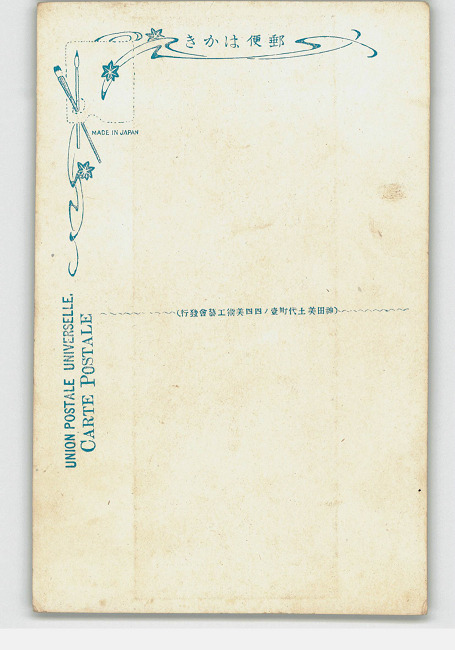 郵便はかき
MADE IN JAPAN
UNION POSTALE UNIVERSELLE.
CARTE POSTALE
(神田美土代町壹ノ四四美術工藝會發行)